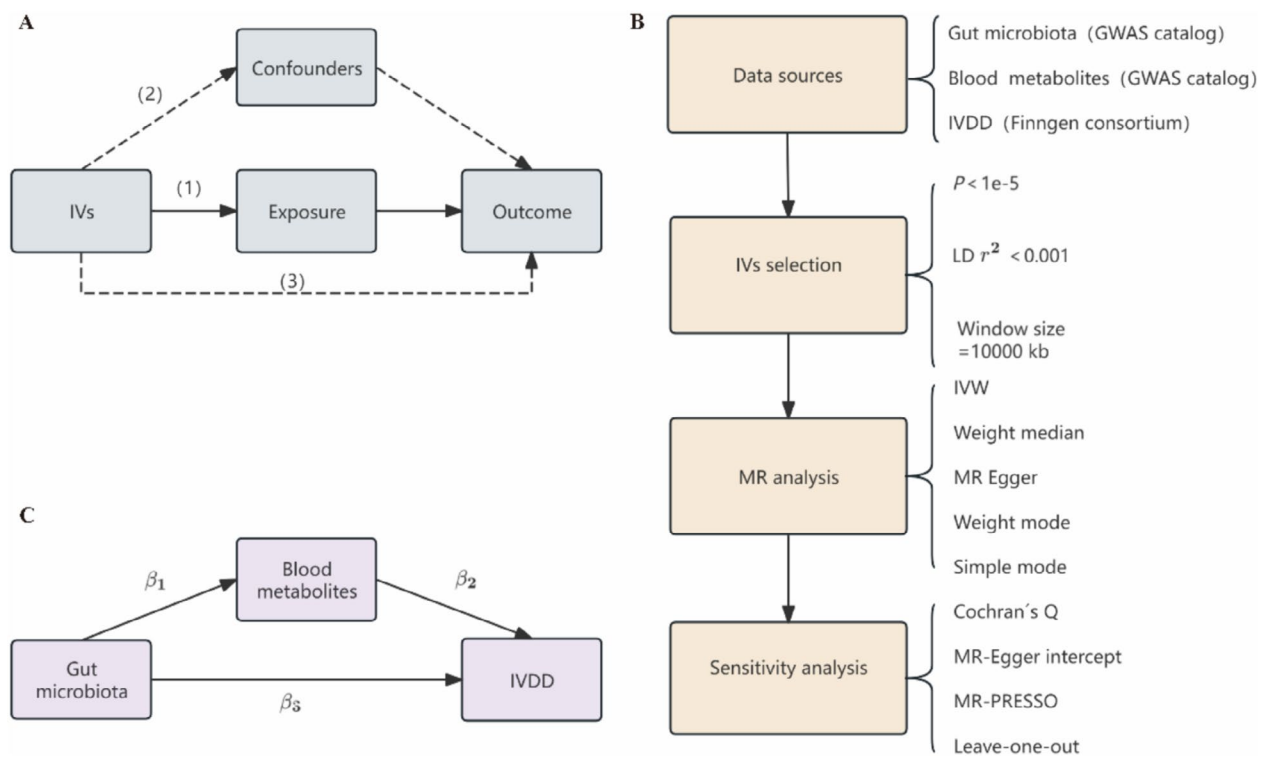 A
Confounders
(2)
IVs
(1)
Exposure
Outcome
(3)
B
Data sources
Gut microbiota (GWAS catalog)
Blood metabolites (GWAS catalog)
IVDD (Finngen consortium)
IVs selection
P < 1e-5
LD r² < 0.001
Window size
=10000 kb
MR analysis
IVW
Weight median
MR Egger
Weight mode
Simple mode
Sensitivity analysis
Cochran´s Q
MR-Egger intercept
MR-PRESSO
Leave-one-out
C
Blood
metabolites
β₁
β₂
Gut
microbiota
IVDD
β₃